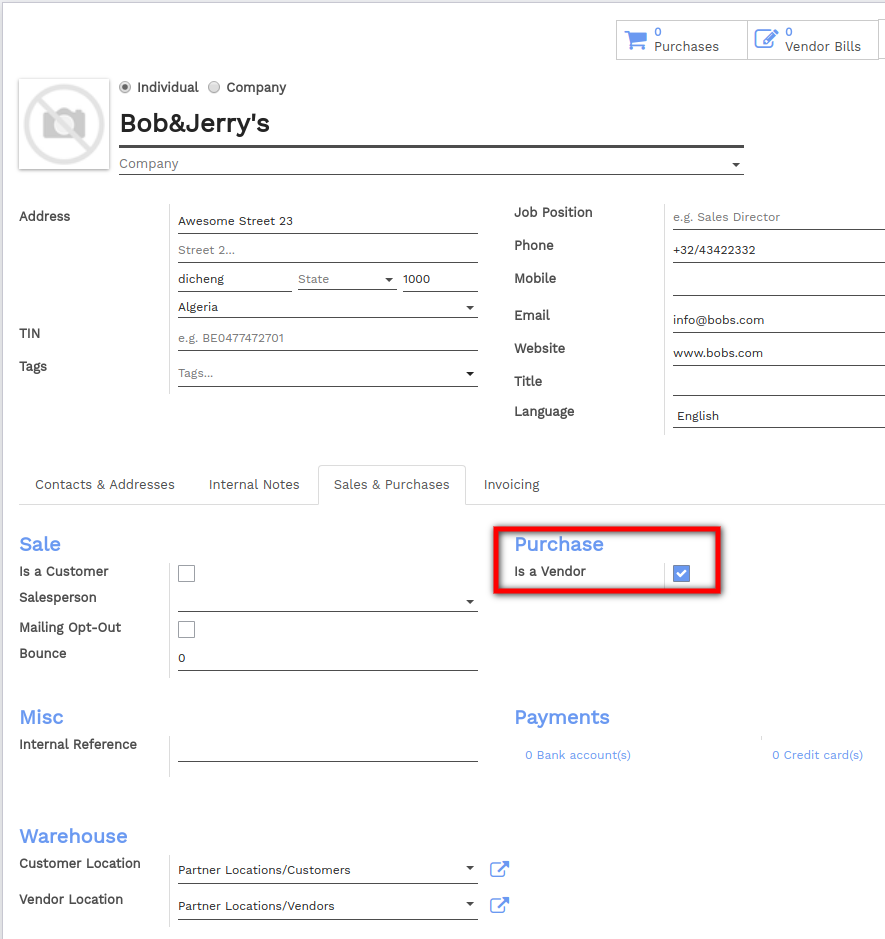 0
Purchases
0
Vendor Bills
Individual Company
Bob&Jerry's
Company
Address
Awesome Street 23
Street 2...
dicheng State 1000
Algeria
TIN
e.g. BE0477472701
Tags
Tags...
Job Position
e.g. Sales Director
Phone
+32/43422332
Mobile
Email
info@bobs.com
Website
www.bobs.com
Title
Language
English
Contacts & Addresses Internal Notes Sales & Purchases Invoicing
Sale
Is a Customer
Salesperson
Mailing Opt-Out
Bounce
0
Purchase
Is a Vendor
Misc
Internal Reference
Payments
0 Bank account(s) 0 Credit card(s)
Warehouse
Customer Location
Partner Locations/Customers
Vendor Location
Partner Locations/Vendors